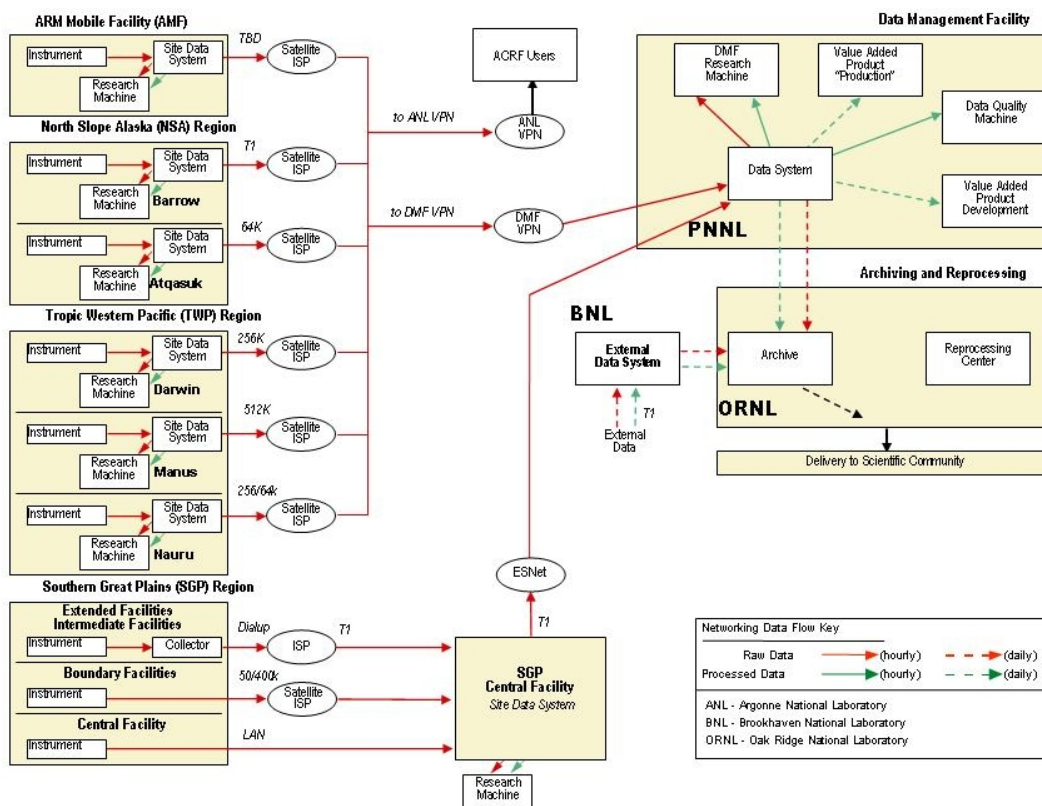 ARM Mobile Facility (AMF)
Instrument
Site Data
System
Research
Machine
TBD
Satellite
ISP
North Slope Alaska (NSA) Region
Instrument
Site Data
System
Research
Machine
Barrow
T1
Satellite
ISP
Instrument
Site Data
System
Research
Machine
Atqasuk
64K
Satellite
ISP
Tropic Western Pacific (TWP) Region
Instrument
Site Data
System
Research
Machine
Darwin
256K
Satellite
ISP
Instrument
Site Data
System
Research
Machine
Manus
512K
Satellite
ISP
Instrument
Site Data
System
Research
Machine
Nauru
256/64k
Satellite
ISP
Southern Great Plains (SGP) Region
Extended Facilities
Intermediate Facilities
Instrument
Collector
Dialup
ISP
T1
Boundary Facilities
Instrument
50/400k
Satellite
ISP
Central Facility
Instrument
LAN
SGP
Central Facility
Site Data System
Research
Machine
T1
ESNet
ACRF Users
to ANL VPN
ANL
VPN
to DMF VPN
DMF
VPN
Data Management Facility
DMF
Research
Machine
Value Added
Product
"Production"
Data Quality
Machine
Data System
Value Added
Product
Development
PNNL
Archiving and Reprocessing
BNL
External
Data System
T1
External
Data
Archive
Reprocessing
Center
ORNL
Delivery to Scientific Community
Networking Data Flow Key
Raw Data (hourly) (daily)
Processed Data (hourly) (daily)
ANL - Argonne National Laboratory
BNL - Brookhaven National Laboratory
ORNL - Oak Ridge National Laboratory